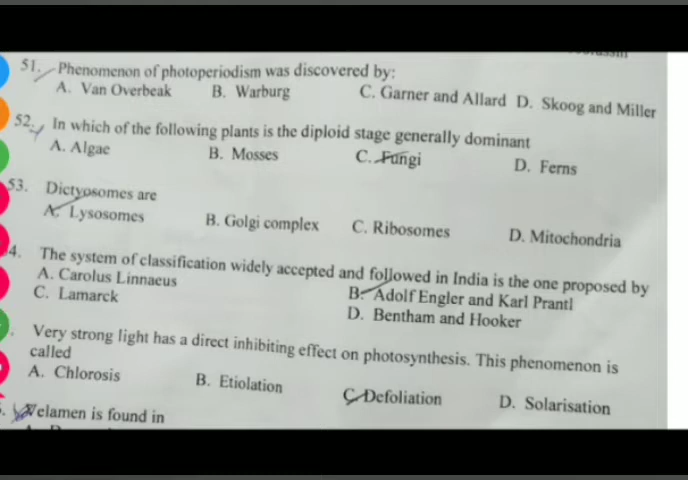 51. Phenomenon of photoperiodism was discovered by:
A. Van Overbeak B. Warburg C. Garner and Allard D. Skoog and Miller
52. In which of the following plants is the diploid stage generally dominant
A. Algae B. Mosses C. Fungi D. Ferns
53. Dictyosomes are
A. Lysosomes B. Golgi complex C. Ribosomes D. Mitochondria
4. The system of classification widely accepted and followed in India is the one proposed by
A. Carolus Linnaeus B. Adolf Engler and Karl Prantl
C. Lamarck D. Bentham and Hooker
. Very strong light has a direct inhibiting effect on photosynthesis. This phenomenon is
called
A. Chlorosis B. Etiolation C. Defoliation D. Solarisation
. Velamen is found in